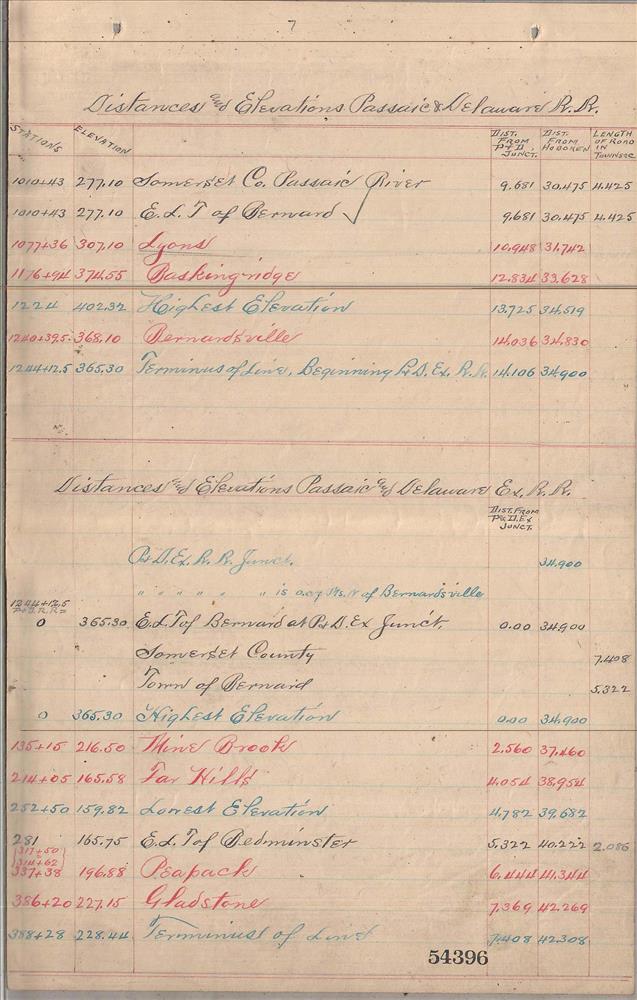 7
Distances and Elevations Passaic & Delaware R.R.
STATIONS ELEVATION DIST. FROM P & D. JUNCT. DIST. FROM HOBOKEN LENGTH OF ROAD IN TOWNS &C
1010+43 277.10 Somerset Co. Passaic River 9.681 30.475 4.425
1010+43 277.10 E.L.T of Bernard 9.681 30.475 4.425
1077+36 307.10 Lyons 10.948 31.742
1176+94 374.55 Baskingridge 12.834 33.628
1224 402.32 Highest Elevation 13.725 34.519
1240+39.5 368.10 Bernardsville 14.036 34.830
1244+12.5 365.30 Terminus of Line, Beginning P&D. Ex. R.R. 14.106 34.900
Distances and Elevations Passaic and Delaware Ex. R.R.
DIST. FROM P & D. Ex JUNCT.
P&D. Ex. R.R. Junct. 34.900
" " " " " " is 0.07 Ms. W of Bernardsville
1244+12.5
P&D.R.R=
0 365.30 E.L.T of Bernard at P&D. Ex Junct. 0.00 34.900
Somerset County 7.408
Town of Bernard 5.322
0 365.30 Highest Elevation 0.00 34.900
135+15 216.50 Mine Brook 2.560 37.460
214+05 165.58 Far Hills 4.054 38.954
252+50 159.82 Lowest Elevation 4.782 39.682
281 165.75 E.L.T of Bedminster 5.322 40.222 2.086
317+50
314+62
337+38 196.88 Peapack 6.444 41.344
386+20 227.15 Gladstone 7.369 42.269
388+28 228.44 Terminus of Line 7.408 42.308
54396